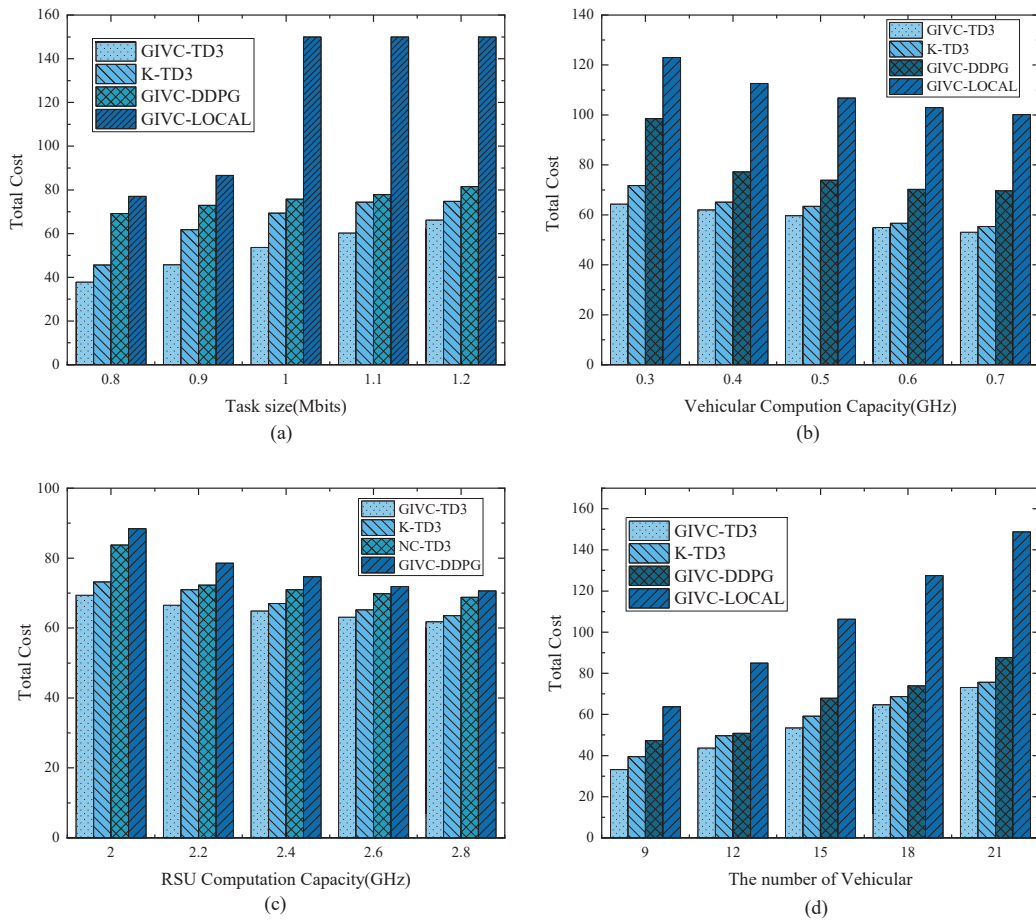 160
140
120
100
80
60
40
20
0
Total Cost
GIVC-TD3
K-TD3
GIVC-DDPG
GIVC-LOCAL
0.8 0.9 1 1.1 1.2
Task size(Mbits)
(a)
140
120
100
80
60
40
20
0
Total Cost
GIVC-TD3
K-TD3
GIVC-DDPG
GIVC-LOCAL
0.3 0.4 0.5 0.6 0.7
Vehicular Compution Capacity(GHz)
(b)
100
80
60
40
20
0
Total Cost
GIVC-TD3
K-TD3
NC-TD3
GIVC-DDPG
2 2.2 2.4 2.6 2.8
RSU Computation Capacity(GHz)
(c)
160
140
120
100
80
60
40
20
0
Total Cost
GIVC-TD3
K-TD3
GIVC-DDPG
GIVC-LOCAL
9 12 15 18 21
The number of Vehicular
(d)